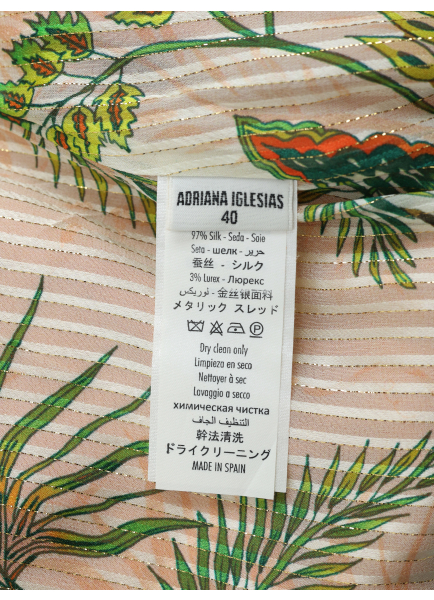 ADRIANA IGLESIAS
40
97% Silk - Seda - Soie
Seta - шелк - حرير
蚕丝 - シルク
3% Lurex - Люрекс
لوريكس - 金丝银面料
メタリック スレッド
Dry clean only
Limpieza en seco
Nettoyer à sec
Lavaggio a secco
химическая чистка
التنظيف الجاف
幹法清洗
ドライクリーニング
MADE IN SPAIN